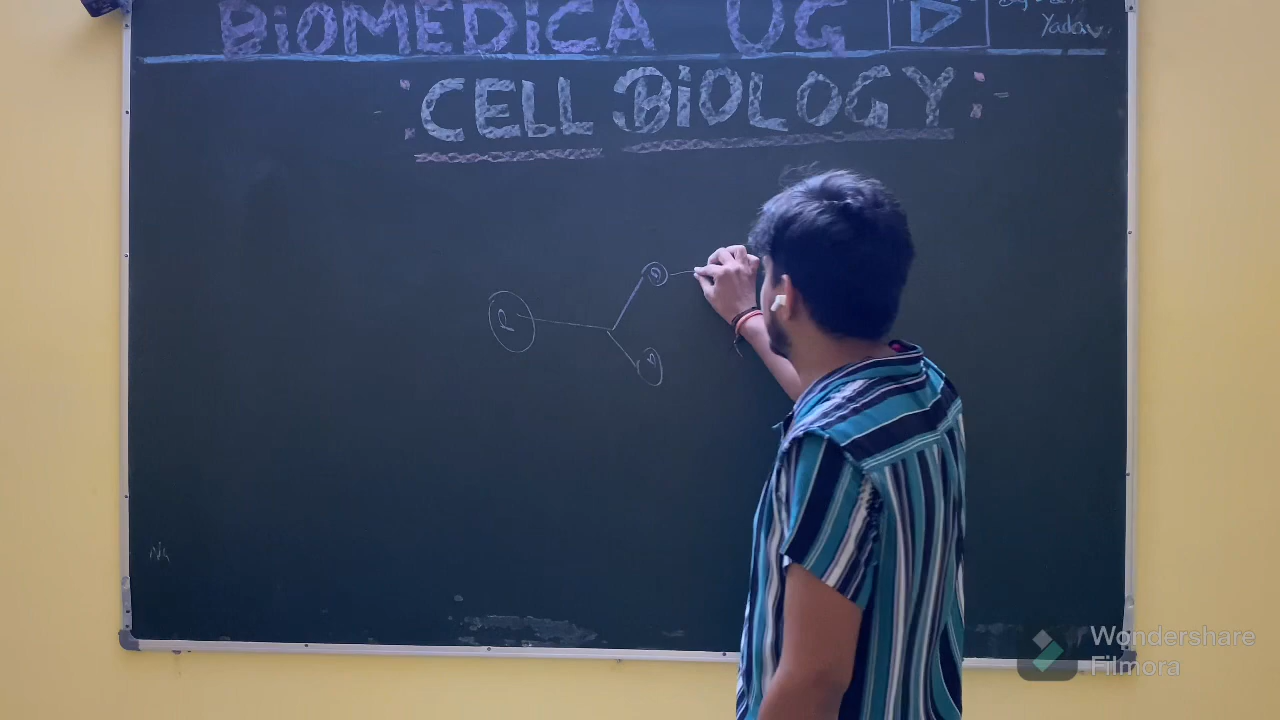 BiOMEDiCA UG
Yadav
: CELL BiOLOGY :-
P
Wondershare
Filmora